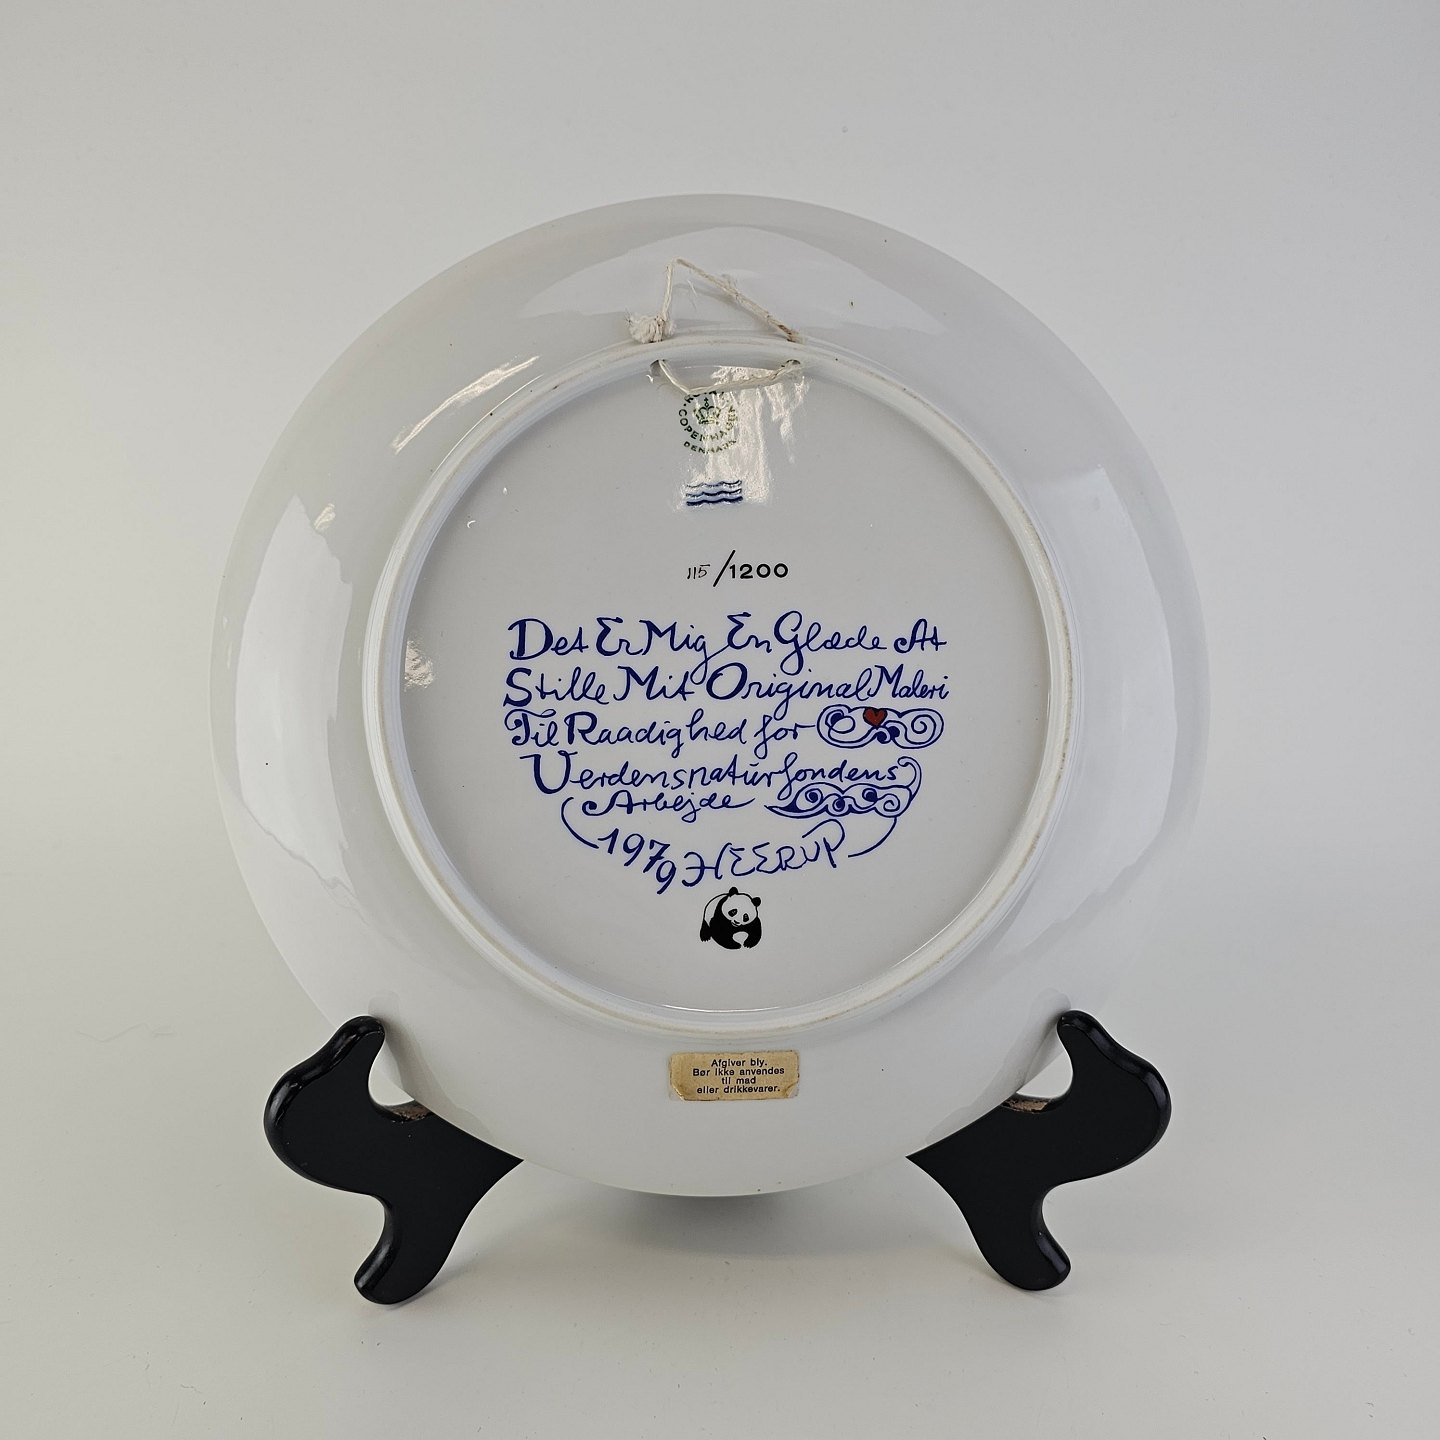 COPENHAGEN
DENMARK
115/1200
Det Er Mig En Glæde At
Stille Mit Original Maleri
Til Raadighed for
Verdensnaturfondens
Arbejde
1979 HEERUP
Afgiver bly.
Bør ikke anvendes
til mad
eller drikkevarer.